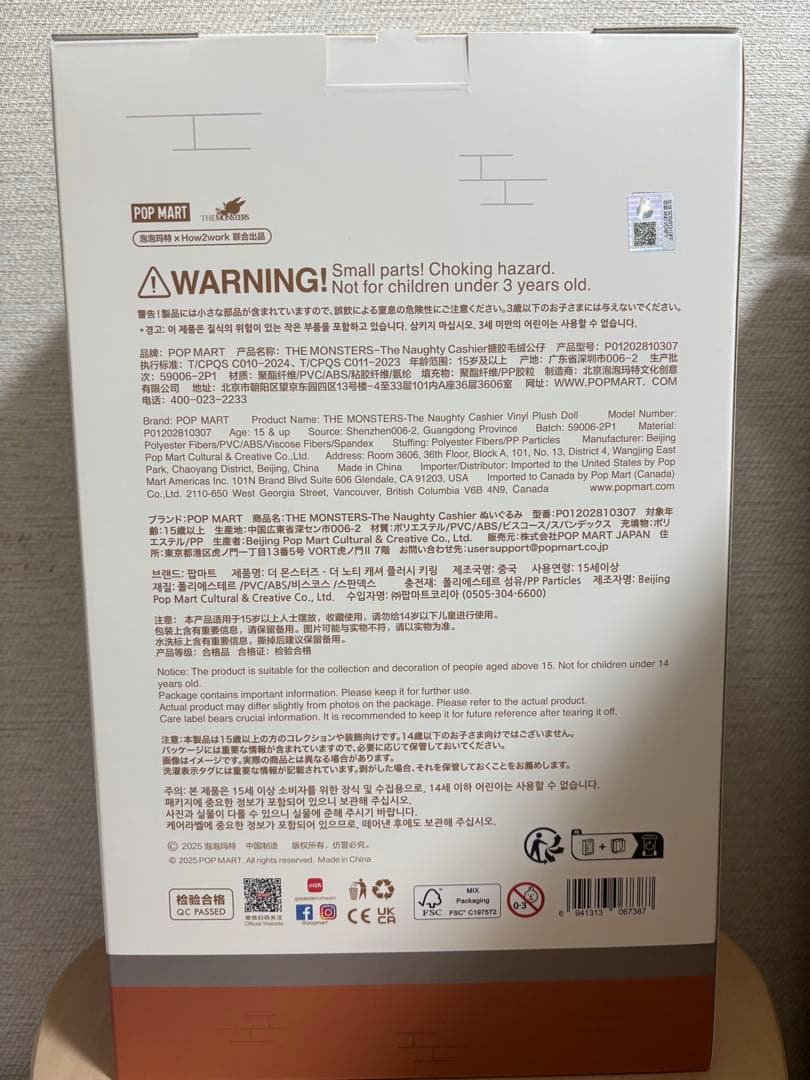 POP MART
THE MONSTERS
泡泡玛特 x How2work 联合出品
WARNING! Small parts! Choking hazard.
Not for children under 3 years old.
警告！製品には小さな部品が含まれていますので、誤飲による窒息の危険性にご注意ください。3歳以下のお子さまには与えないでください。
*경고: 이 제품은 질식의 위험이 있는 작은 부품을 포함하고 있습니다. 삼키지 마십시오. 3세 미만의 어린이는 사용할 수 없습니다.
品牌：POP MART 产品名称：THE MONSTERS-The Naughty Cashier搪胶毛绒公仔 产品型号：P01202810307
执行标准：T/CPQS C010-2024、T/CPQS C011-2023 年龄范围：15岁及以上 产地：广东省深圳市006-2 生产批
次：59006-2P1 材质：聚酯纤维/PVC/ABS/粘胶纤维/氨纶 填充物：聚酯纤维/PP胶粒 制造商：北京泡泡玛特文化创意
有限公司 地址：北京市朝阳区望京东园四区13号楼-4至33层101内A座36层3606室 网址：WWW.POPMART. COM
电话：400-023-2233
Brand: POP MART Product Name: THE MONSTERS-The Naughty Cashier Vinyl Plush Doll Model Number:
P01202810307 Age: 15 & up Source: Shenzhen006-2, Guangdong Province Batch: 59006-2P1 Material:
Polyester Fibers/PVC/ABS/Viscose Fibers/Spandex Stuffing: Polyester Fibers/PP Particles Manufacturer: Beijing
Pop Mart Cultural & Creative Co.,Ltd. Address: Room 3606, 36th Floor, Block A, 101, No. 13, District 4, Wangjing East
Park, Chaoyang District, Beijing, China Made in China Importer/Distributor: Imported to the United States by Pop
Mart Americas Inc. 101N Brand Blvd Suite 606 Glendale, CA 91203, USA Imported to Canada by Pop Mart (Canada)
Co.,Ltd. 2110-650 West Georgia Street, Vancouver, British Columbia V6B 4N9, Canada www.popmart.com
ブランド:POP MART 商品名:THE MONSTERS-The Naughty Cashier ぬいぐるみ 型番:P01202810307 対象年
齢:15歳以上 生産地:中国広東省深セン市006-2 材質:ポリエステル/PVC/ABS/ビスコース/スパンデックス 充填物:ポリ
エステル/PP 生産者:Beijing Pop Mart Cultural & Creative Co., Ltd. 販売元:株式会社POP MART JAPAN 住
所:東京都港区虎ノ門一丁目13番5号 VORT虎ノ門II 7階 お問い合わせ先:usersupport@popmart.co.jp
브랜드: 팝마트 제품명: 더 몬스터즈 - 더 노티 캐셔 플러시 키링 제조국명: 중국 사용연령: 15세이상
재질: 폴리에스테르 /PVC/ABS/비스코스 /스판덱스 충전재: 폴리에스테르 섬유/PP Particles 제조자명: Beijing
Pop Mart Cultural & Creative Co., Ltd. 수입자명: ㈜팝마트코리아 (0505-304-6600)
注意： 本产品适用于15岁以上人士摆放，收藏使用，请勿给14岁以下儿童进行使用。
包装上含有重要信息，请保留备用。图片可能与实物不符，请以实物为准。
水洗标上含有重要信息，撕掉后建议保留备用。
产品等级：合格品 合格证：检验合格
Notice: The product is suitable for the collection and decoration of people aged above 15. Not for children under 14
years old.
Package contains important information. Please keep it for further use.
Actual product may differ slightly from photos on the package. Please refer to the actual product.
Care label bears crucial information. It is recommended to keep it for future reference after tearing it off.
注意:本製品は15歳以上の方のコレクションや装飾向けです。14歳以下のお子さま向けではございません。
パッケージには重要な情報が含まれていますので、必要に応じて保管しておいてください。
画像はイメージです。実際の商品とは異なる場合があります。
洗濯表示タグには重要な情報が記載されています。剥がした場合、それを保管しておくことをお薦めします。
주의: 본 제품은 15세 이상 소비자를 위한 장식 및 수집용으로, 14세 이하 어린이는 사용할 수 없습니다.
패키지에 중요한 정보가 포함되어 있으니 보관해 주십시오.
사진과 실물이 다를 수 있으니 실물에 준해 주시기 바랍니다.
케어라벨에 중요한 정보가 포함되어 있으므로, 떼어낸 후에도 보관해 주십시오.
© 2025 泡泡玛特 中国制造 版权所有，仿冒必究。
© 2025 POP MART. All rights reserved. Made in China
检验合格
QC PASSED
微信扫码关注
Official Website
小红书
@popmart
CE
UK
CA
FSC
MIX
Packaging
FSC® C197572
0-3
6 941313 067387